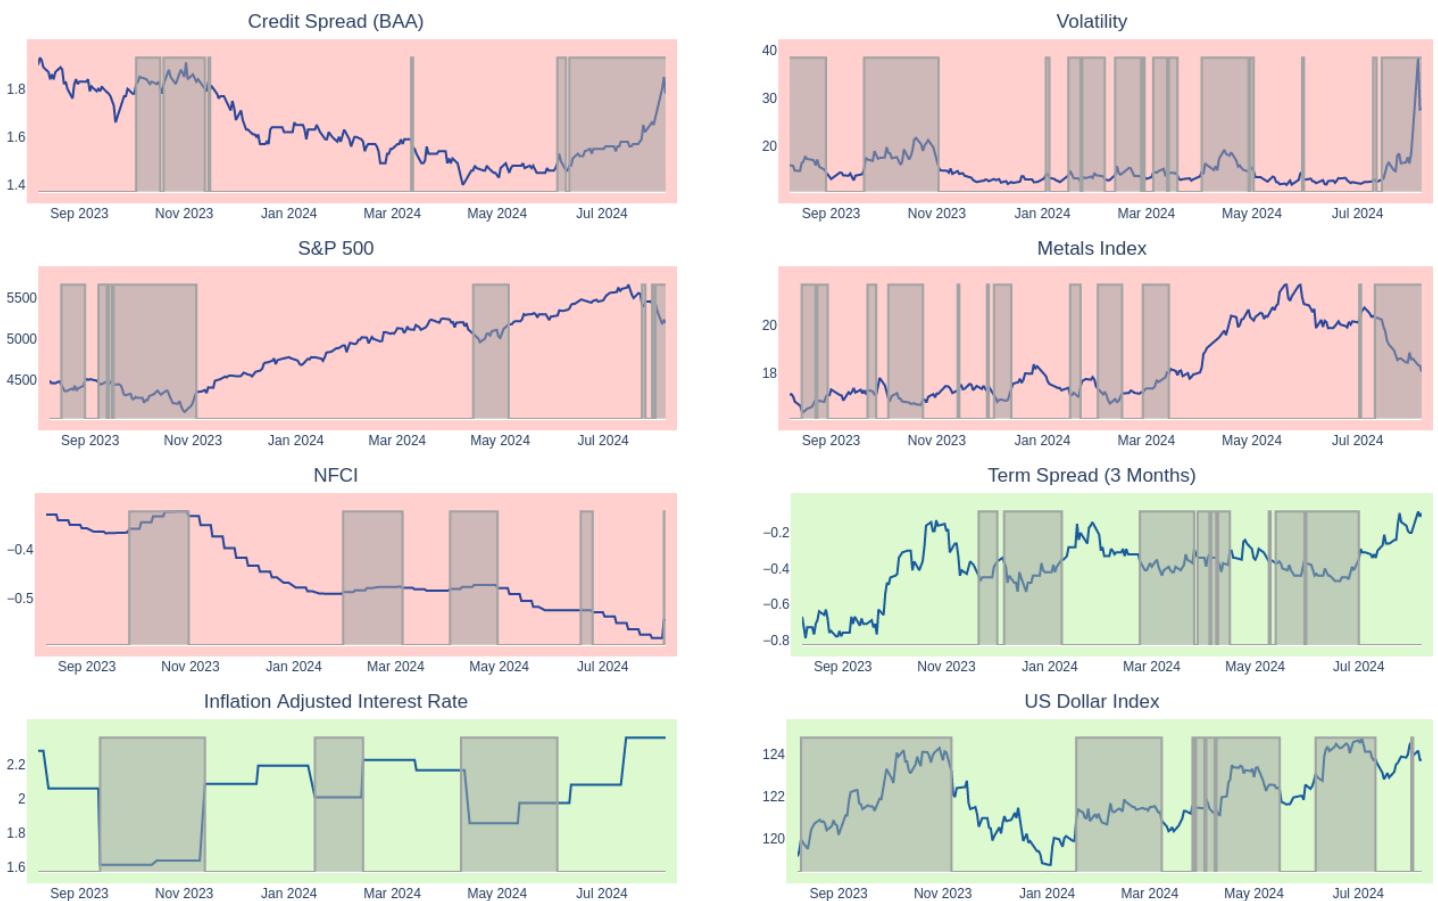 Credit Spread (BAA)
1.8
1.6
1.4
Sep 2023 Nov 2023 Jan 2024 Mar 2024 May 2024 Jul 2024
Volatility
40
30
20
Sep 2023 Nov 2023 Jan 2024 Mar 2024 May 2024 Jul 2024
S&P 500
5500
5000
4500
Sep 2023 Nov 2023 Jan 2024 Mar 2024 May 2024 Jul 2024
Metals Index
20
18
Sep 2023 Nov 2023 Jan 2024 Mar 2024 May 2024 Jul 2024
NFCI
−0.4
−0.5
Sep 2023 Nov 2023 Jan 2024 Mar 2024 May 2024 Jul 2024
Term Spread (3 Months)
−0.2
−0.4
−0.6
−0.8
Sep 2023 Nov 2023 Jan 2024 Mar 2024 May 2024 Jul 2024
Inflation Adjusted Interest Rate
2.2
2
1.8
1.6
Sep 2023 Nov 2023 Jan 2024 Mar 2024 May 2024 Jul 2024
US Dollar Index
124
122
120
Sep 2023 Nov 2023 Jan 2024 Mar 2024 May 2024 Jul 2024